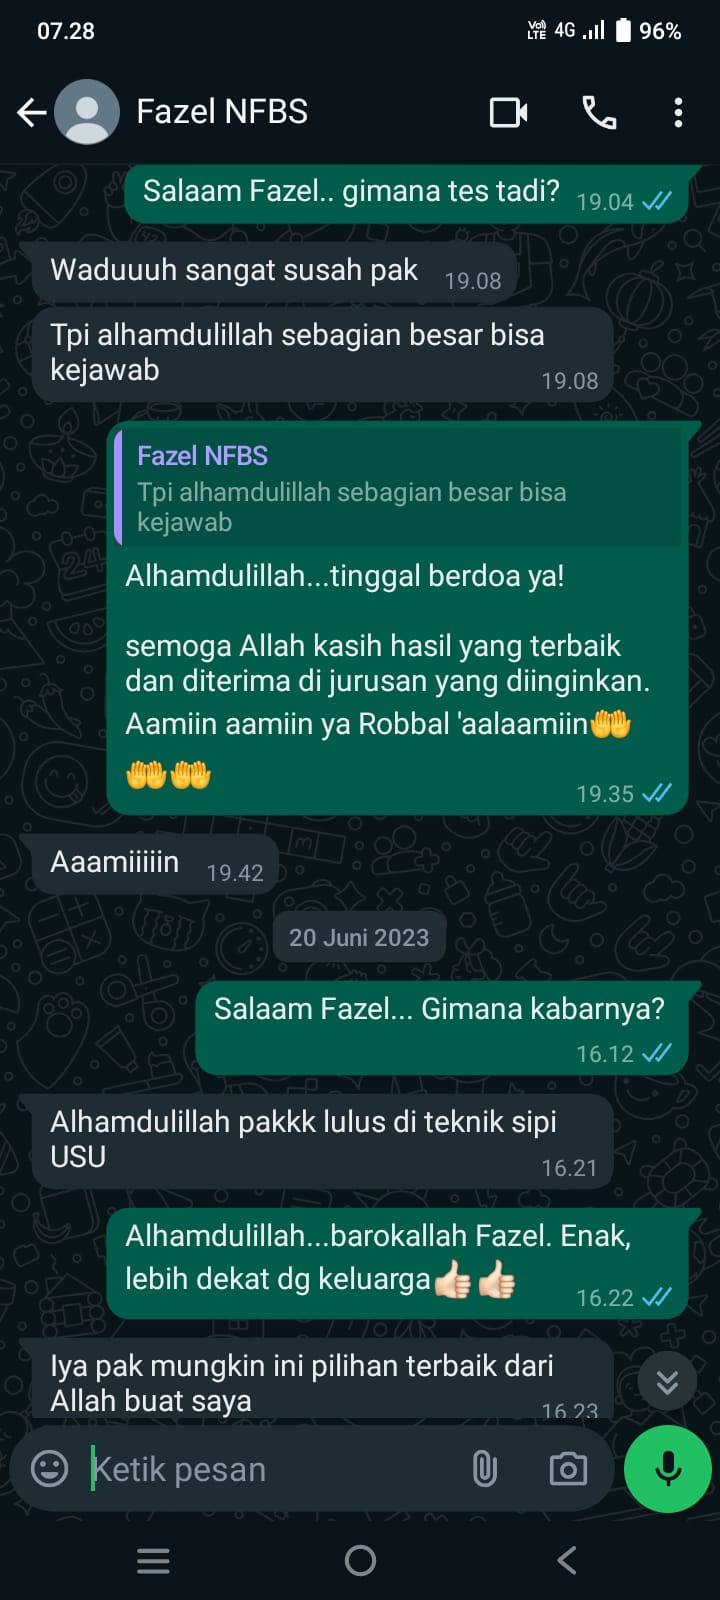 07.28
Vo) LTE 4G 96%
Fazel NFBS
Salaam Fazel.. gimana tes tadi? 19.04
Waduuuh sangat susah pak 19.08
Tpi alhamdulillah sebagian besar bisa
kejawab 19.08
Fazel NFBS
Tpi alhamdulillah sebagian besar bisa
kejawab
Alhamdulillah...tinggal berdoa ya!
semoga Allah kasih hasil yang terbaik
dan diterima di jurusan yang diinginkan.
Aamiin aamiin ya Robbal 'aalaamiin🤲
🤲🤲 19.35
Aaamiiiiin 19.42
20 Juni 2023
Salaam Fazel... Gimana kabarnya?
16.12
Alhamdulillah pakkk lulus di teknik sipi
USU 16.21
Alhamdulillah...barokallah Fazel. Enak,
lebih dekat dg keluarga👍🏻👍🏻 16.22
Iya pak mungkin ini pilihan terbaik dari
Allah buat saya 16.23
Ketik pesan